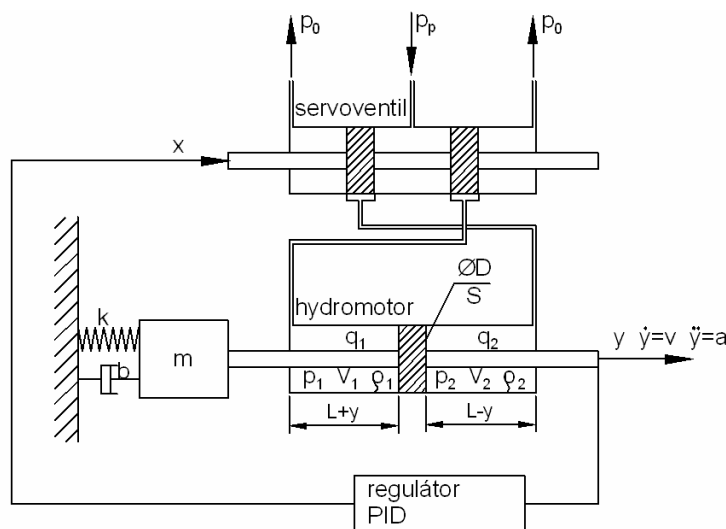 p₀ pₚ p₀
servoventil
x
ØD
S
hydromotor
k
q₁ q₂
m
y ẏ=v ÿ=a
b
p₁ V₁ ϱ₁ p₂ V₂ ϱ₂
L+y L-y
regulátor
PID